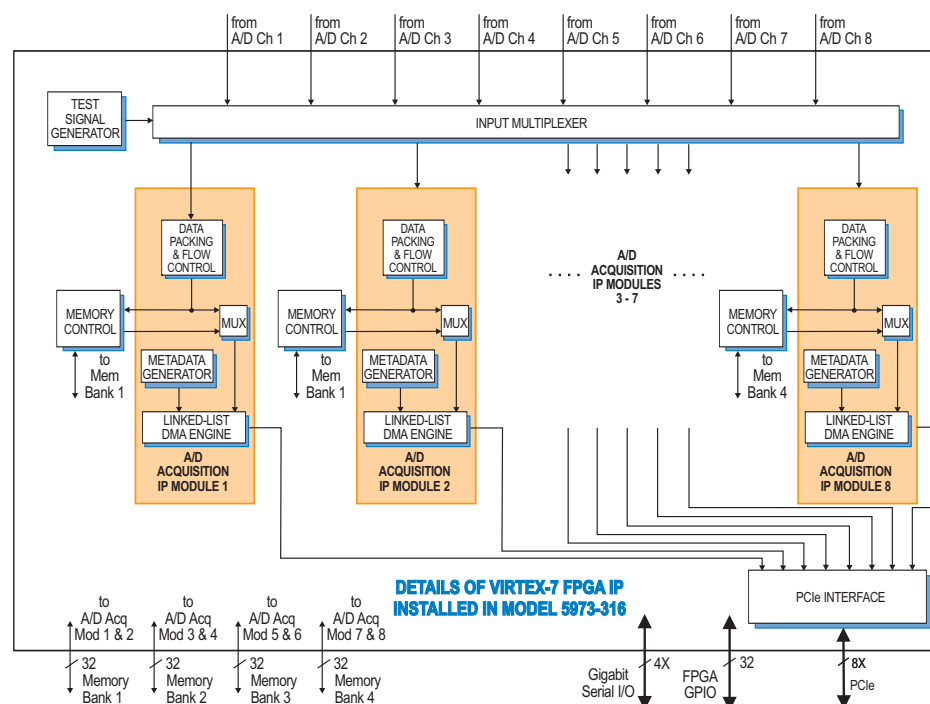 from
A/D Ch 1
from
A/D Ch 2
from
A/D Ch 3
from
A/D Ch 4
from
A/D Ch 5
from
A/D Ch 6
from
A/D Ch 7
from
A/D Ch 8
TEST
SIGNAL
GENERATOR
INPUT MULTIPLEXER
DATA
PACKING
& FLOW
CONTROL
MEMORY
CONTROL
MUX
to
Mem
Bank 1
METADATA
GENERATOR
LINKED-LIST
DMA ENGINE
A/D
ACQUISITION
IP MODULE 1
DATA
PACKING
& FLOW
CONTROL
MEMORY
CONTROL
MUX
to
Mem
Bank 1
METADATA
GENERATOR
LINKED-LIST
DMA ENGINE
A/D
ACQUISITION
IP MODULE 2
. . . . A/D . . . .
ACQUISITION
IP MODULES
3 - 7
DATA
PACKING
& FLOW
CONTROL
MEMORY
CONTROL
MUX
to
Mem
Bank 4
METADATA
GENERATOR
LINKED-LIST
DMA ENGINE
A/D
ACQUISITION
IP MODULE 8
DETAILS OF VIRTEX-7 FPGA IP
INSTALLED IN MODEL 5973-316
PCIe INTERFACE
to
A/D Acq
Mod 1 & 2
to
A/D Acq
Mod 3 & 4
to
A/D Acq
Mod 5 & 6
to
A/D Acq
Mod 7 & 8
32
Memory
Bank 1
32
Memory
Bank 2
32
Memory
Bank 3
32
Memory
Bank 4
4X
Gigabit
Serial I/O
32
FPGA
GPIO
8X
PCIe